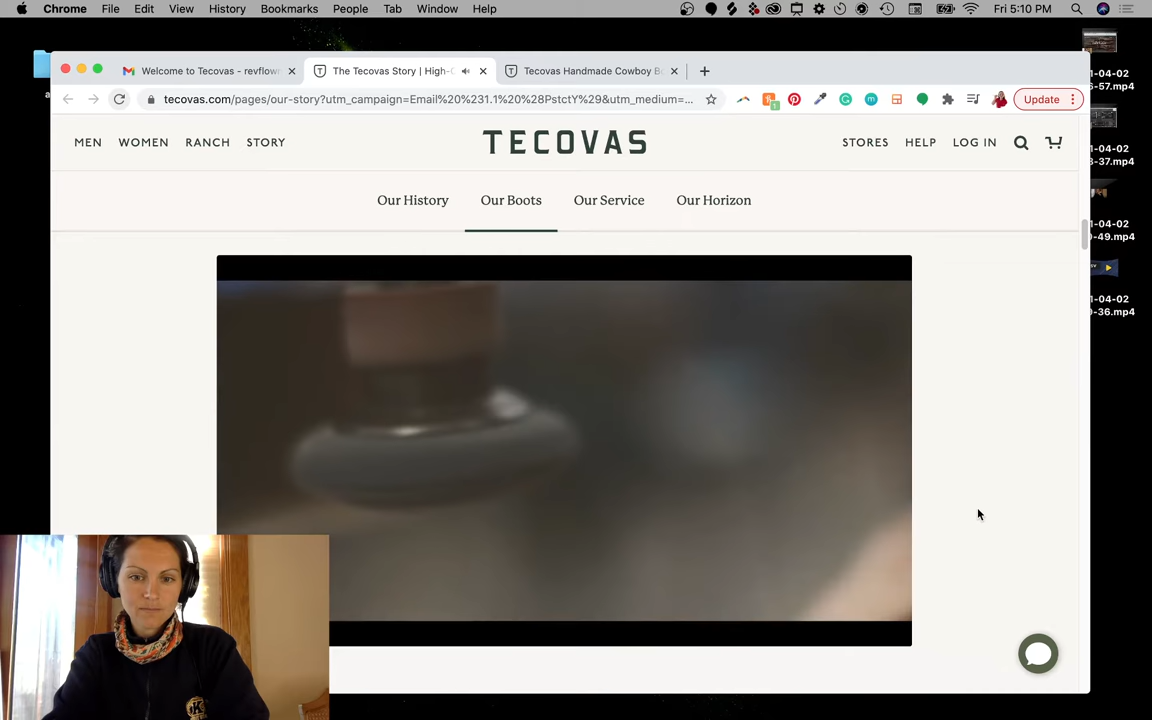 Chrome File Edit View History Bookmarks People Tab Window Help Fri 5:10 PM
Welcome to Tecovas - revflow The Tecovas Story | High- Tecovas Handmade Cowboy B
tecovas.com/pages/our-story?utm_campaign=Email%20%231.1%20%28PstctY%29&utm_medium=... 1 Update
MEN WOMEN RANCH STORY TECOVAS STORES HELP LOG IN
Our History Our Boots Our Service Our Horizon
1-04-02
-57.mp4
1-04-02
-37.mp4
1-04-02
0-49.mp4
1-04-02
0-36.mp4